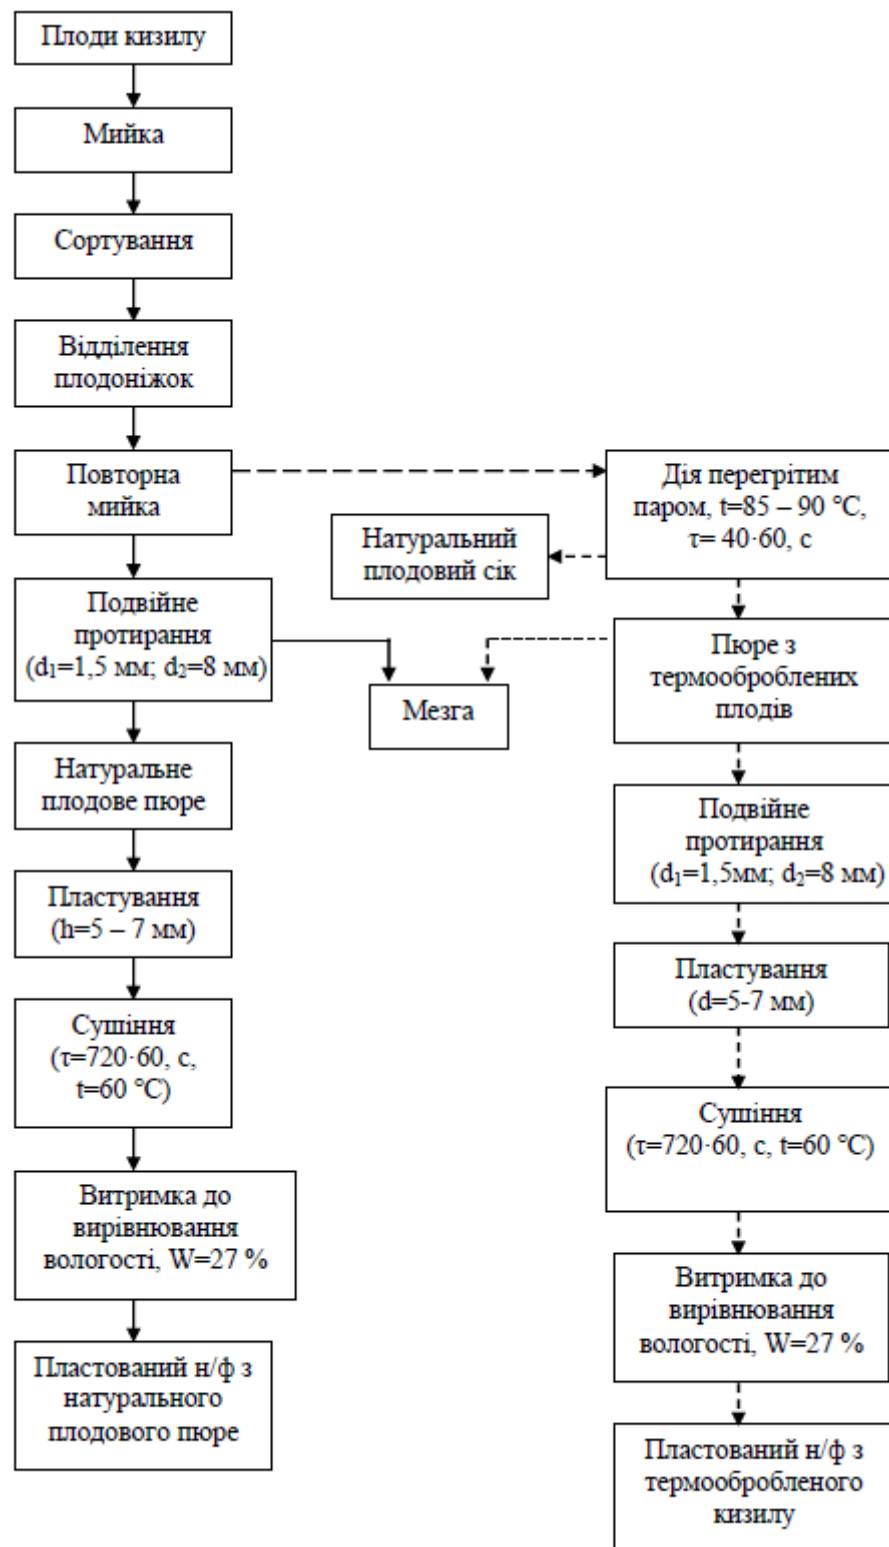 Плоди кизилу
Мийка
Сортування
Відділення
плодоніжок
Повторна
мийка
Подвійне
протирання
(d₁=1,5 мм; d₂=8 мм)
Натуральне
плодове пюре
Пластування
(h=5 – 7 мм)
Сушіння
(τ=720·60, с,
t=60 °C)
Витримка до
вирівнювання
вологості, W=27 %
Пластований н/ф з
натурального
плодового пюре
Натуральний
плодовий сік
Мезга
Дія перегрітим
паром, t=85 – 90 °C,
τ= 40·60, с
Пюре з
термооброблених
плодів
Подвійне
протирання
(d₁=1,5мм; d₂=8 мм)
Пластування
(d=5-7 мм)
Сушіння
(τ=720·60, с, t=60 °C)
Витримка до
вирівнювання
вологості, W=27 %
Пластований н/ф з
термообробленого
кизилу